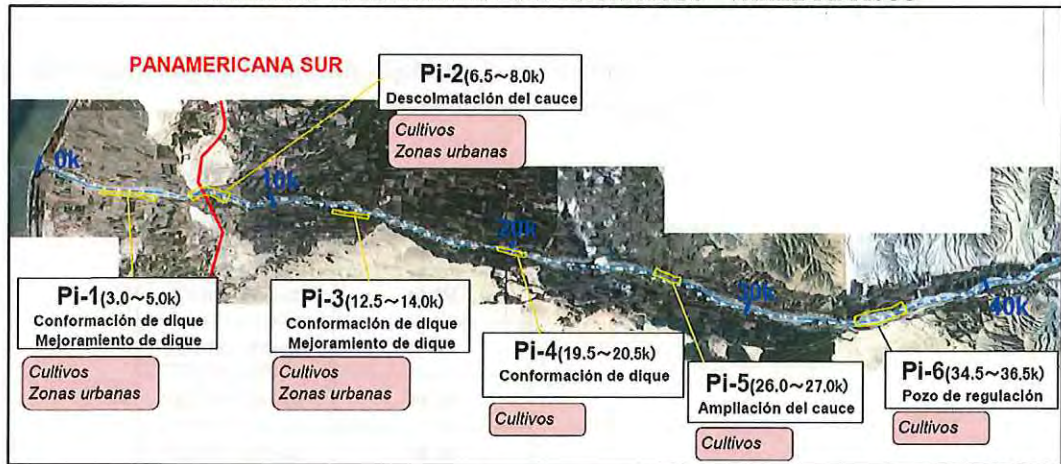 PANAMERICANA SUR
Pi-2(6.5~8.0k)
Descolmatación del cauce
Cultivos
Zonas urbanas
0k
10k
20k
30k
40k
Pi-1(3.0~5.0k)
Conformación de dique
Mejoramiento de dique
Cultivos
Zonas urbanas
Pi-3(12.5~14.0k)
Conformación de dique
Mejoramiento de dique
Cultivos
Zonas urbanas
Pi-4(19.5~20.5k)
Conformación de dique
Cultivos
Pi-5(26.0~27.0k)
Ampliación del cauce
Cultivos
Pi-6(34.5~36.5k)
Pozo de regulación
Cultivos